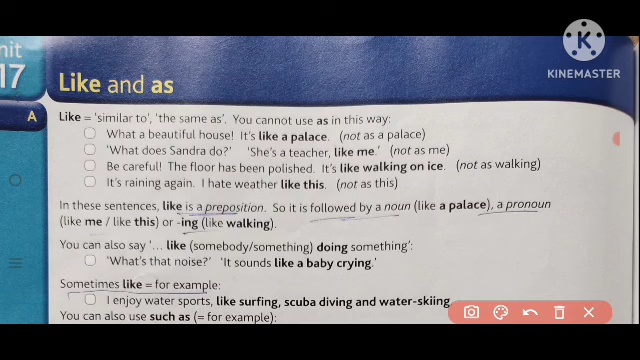 nit
17
KINEMASTER
Like and as
A
Like = 'similar to', 'the same as'. You cannot use as in this way:
What a beautiful house! It's like a palace. (not as a palace)
'What does Sandra do?' 'She's a teacher, like me.' (not as me)
Be careful! The floor has been polished. It's like walking on ice. (not as walking)
It's raining again. I hate weather like this. (not as this)
In these sentences, like is a preposition. So it is followed by a noun (like a palace), a pronoun
(like me / like this) or -ing (like walking).
You can also say '... like (somebody/something) doing something':
'What's that noise?' 'It sounds like a baby crying.'
Sometimes like = for example:
I enjoy water sports, like surfing, scuba diving and water-skiing
You can also use such as (= for example):